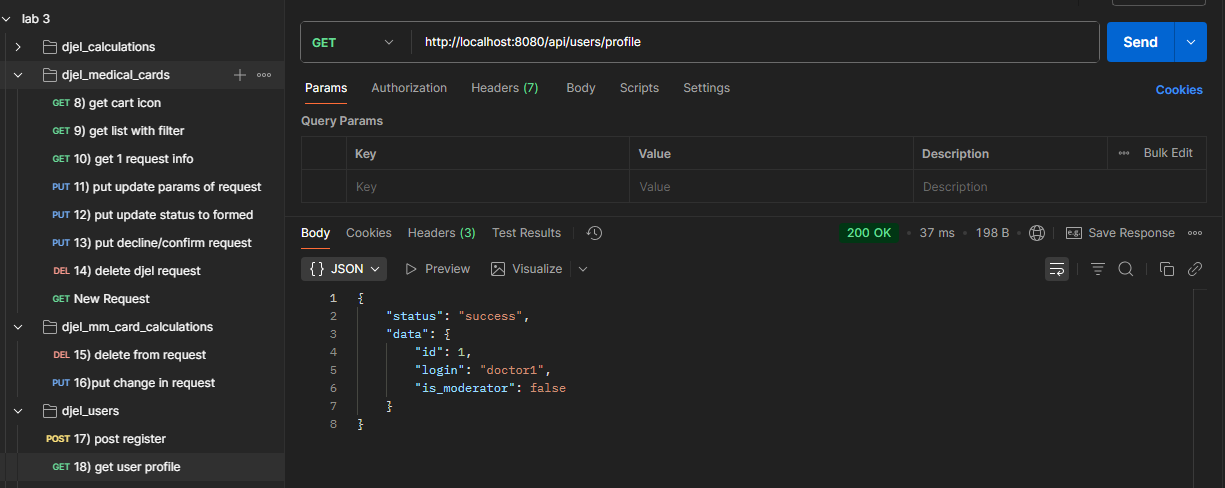 lab 3
djel_calculations
djel_medical_cards
GET 8) get cart icon
GET 9) get list with filter
GET 10) get 1 request info
PUT 11) put update params of request
PUT 12) put update status to formed
PUT 13) put decline/confirm request
DEL 14) delete djel request
GET New Request
djel_mm_card_calculations
DEL 15) delete from request
PUT 16)put change in request
djel_users
POST 17) post register
GET 18) get user profile
GET http://localhost:8080/api/users/profile Send
Params Authorization Headers (7) Body Scripts Settings Cookies
Query Params
Key Value Description Bulk Edit
Key Value Description
Body Cookies Headers (3) Test Results 200 OK 37 ms 198 B e.g. Save Response
{} JSON Preview Visualize
1 {
2 "status": "success",
3 "data": {
4 "id": 1,
5 "login": "doctor1",
6 "is_moderator": false
7 }
8 }